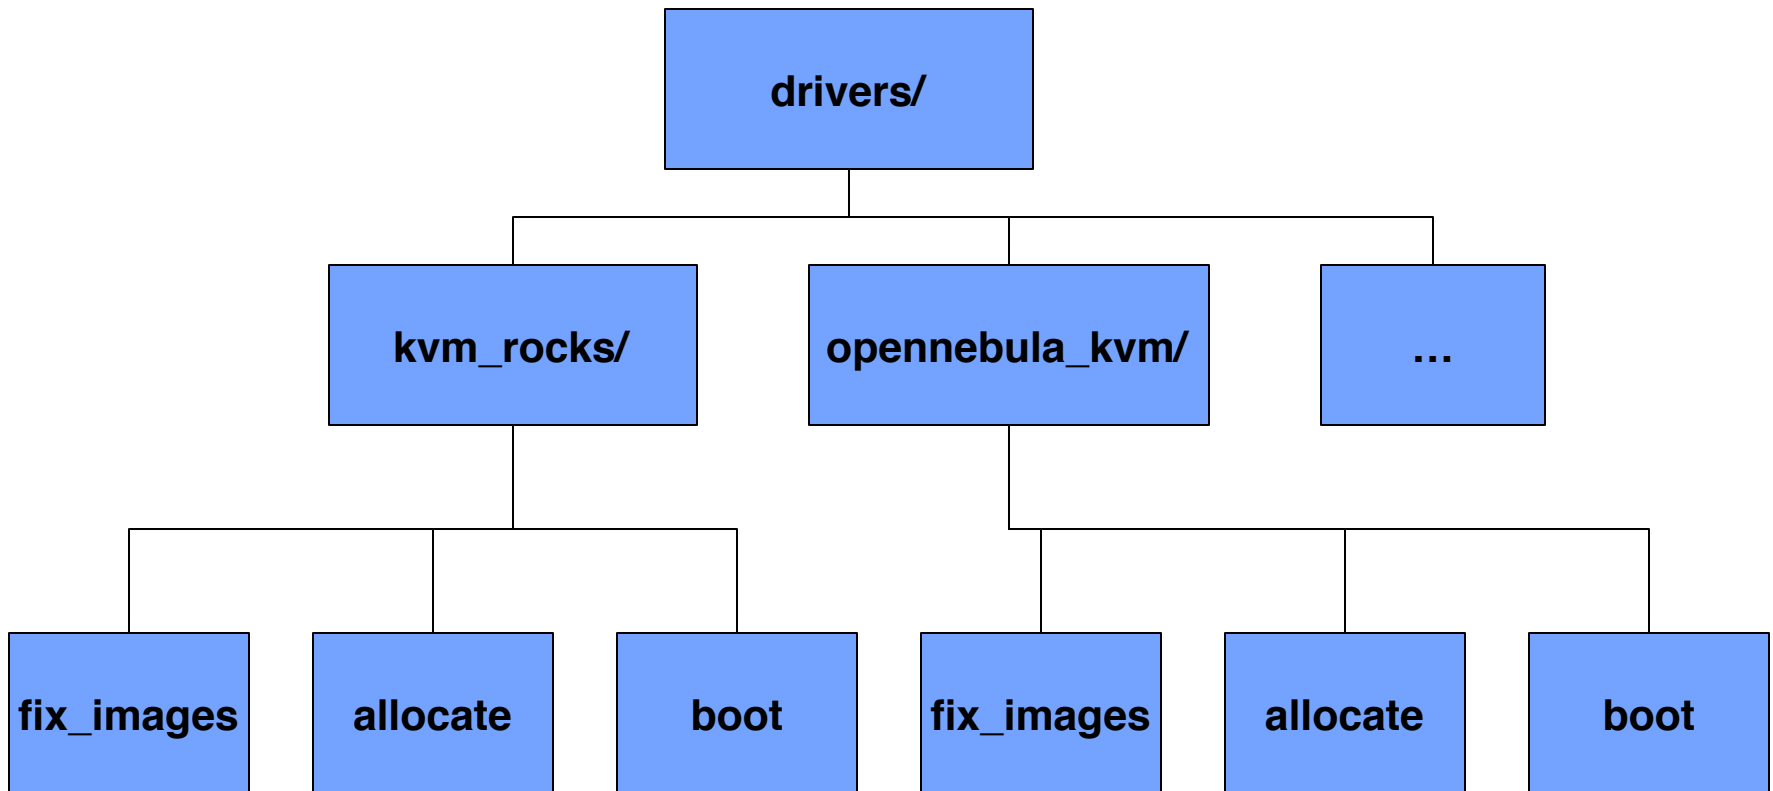 drivers/
kvm_rocks/
opennebula_kvm/
...
fix_images
allocate
boot
fix_images
allocate
boot